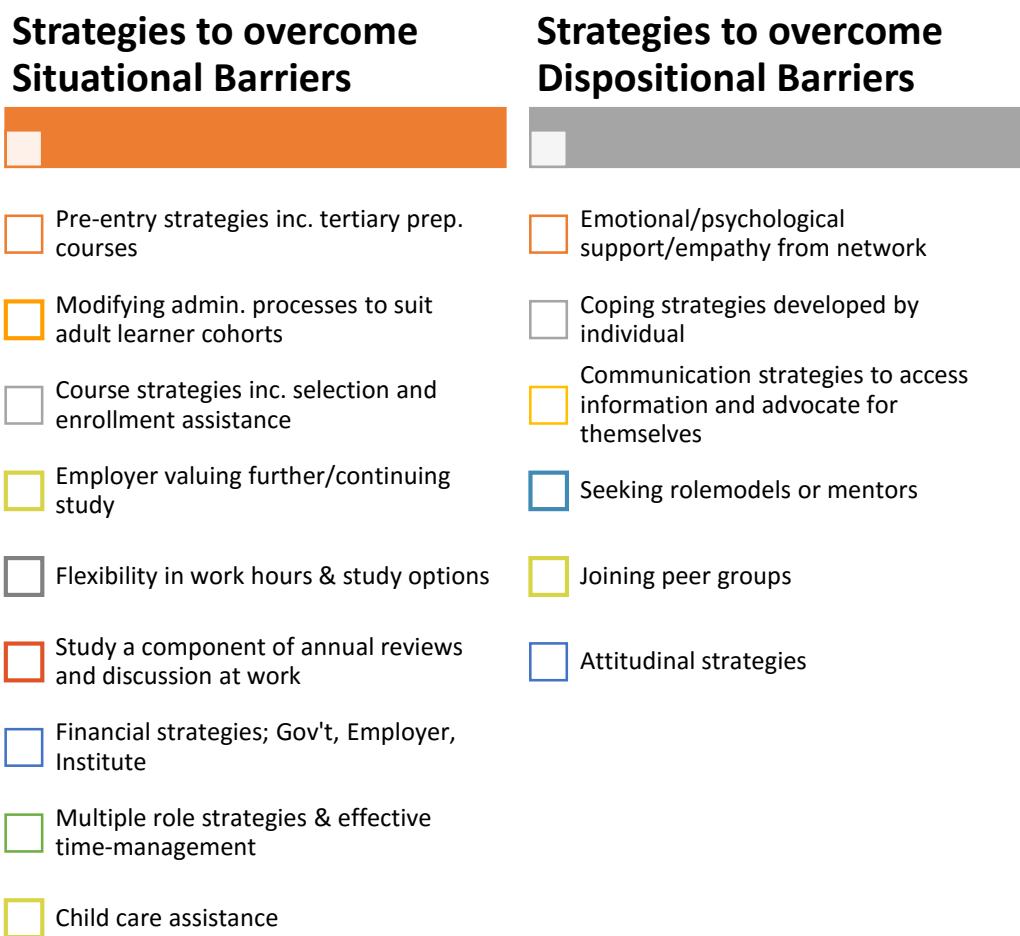 Strategies to overcome
Situational Barriers
Pre-entry strategies inc. tertiary prep.
courses
Modifying admin. processes to suit
adult learner cohorts
Course strategies inc. selection and
enrollment assistance
Employer valuing further/continuing
study
Flexibility in work hours & study options
Study a component of annual reviews
and discussion at work
Financial strategies; Gov't, Employer,
Institute
Multiple role strategies & effective
time-management
Child care assistance
Strategies to overcome
Dispositional Barriers
Emotional/psychological
support/empathy from network
Coping strategies developed by
individual
Communication strategies to access
information and advocate for
themselves
Seeking rolemodels or mentors
Joining peer groups
Attitudinal strategies